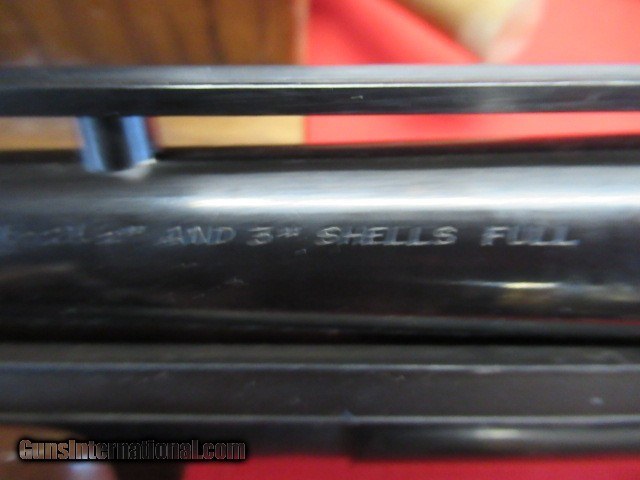 AND 3" SHELLS FULL
GunsInternational.com